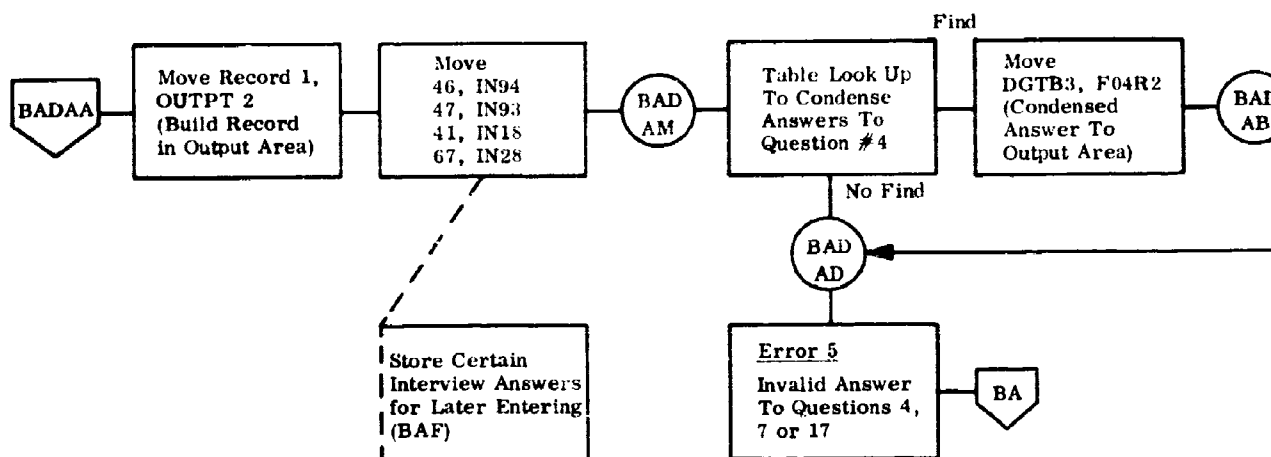 BADAA
Move Record 1,
OUTPT 2
(Build Record
in Output Area)
Move
46, IN94
47, IN93
41, IN18
67, IN28
Store Certain
Interview Answers
for Later Entering
(BAF)
BAD
AM
Table Look Up
To Condense
Answers To
Question #4
Find
Move
DGTB3, F04R2
(Condensed
Answer To
Output Area)
AB
No Find
BAD
AD
Error 5
Invalid Answer
To Questions 4,
7 or 17
BA